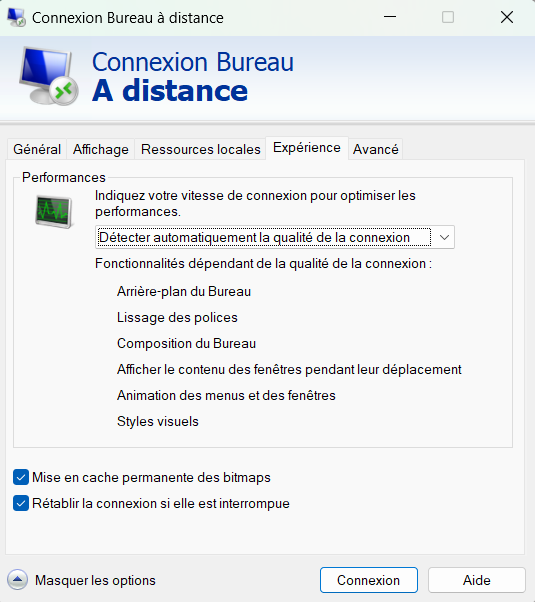 Connexion Bureau à distance
Connexion Bureau
A distance
Général Affichage Ressources locales Expérience Avancé
Performances
Indiquez votre vitesse de connexion pour optimiser les
performances.
Détecter automatiquement la qualité de la connexion
Fonctionnalités dépendant de la qualité de la connexion :
Arrière-plan du Bureau
Lissage des polices
Composition du Bureau
Afficher le contenu des fenêtres pendant leur déplacement
Animation des menus et des fenêtres
Styles visuels
Mise en cache permanente des bitmaps
Rétablir la connexion si elle est interrompue
Masquer les options Connexion Aide